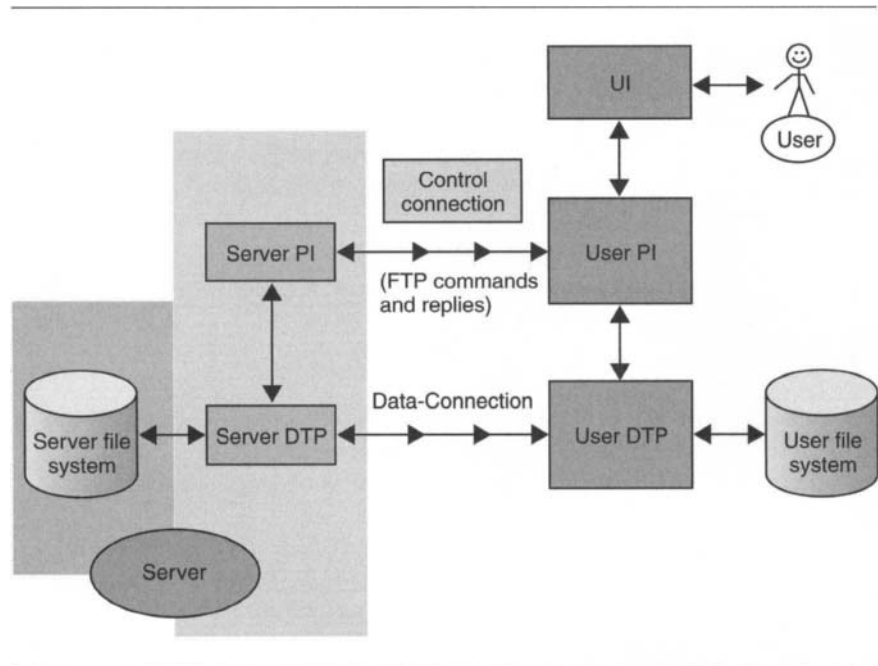 UI
User
Control
connection
Server PI
User PI
(FTP commands
and replies)
Data-Connection
Server file
system
Server DTP
User DTP
User file
system
Server